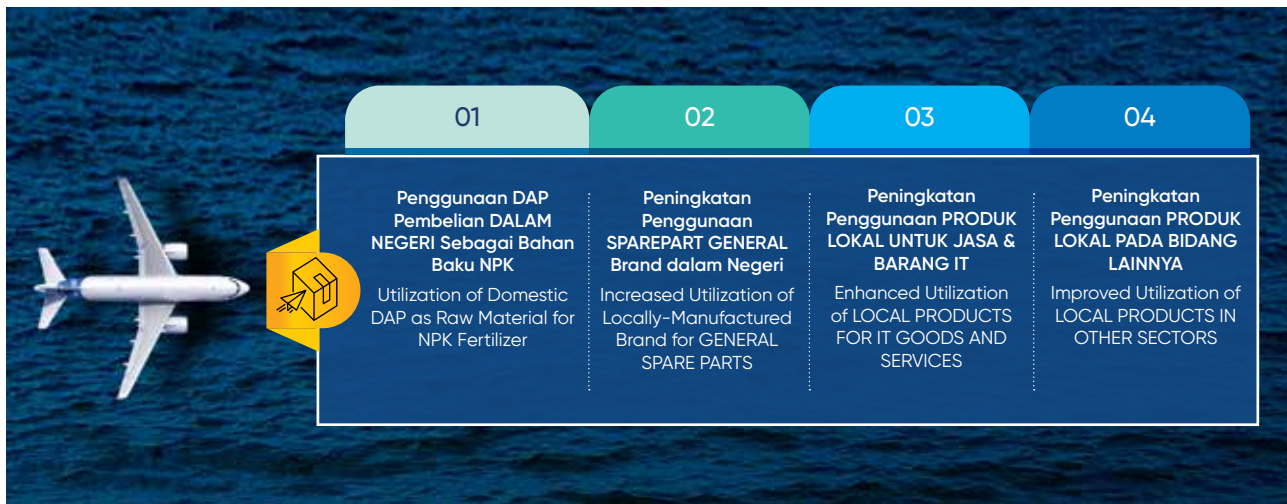 01
Penggunaan DAP
Pembelian DALAM
NEGERI Sebagai Bahan
Baku NPK
Utilization of Domestic
DAP as Raw Material for
NPK Fertilizer
02
Peningkatan
Penggunaan
SPAREPART GENERAL
Brand dalam Negeri
Increased Utilization of
Locally-Manufactured
Brand for GENERAL
SPARE PARTS
03
Peningkatan
Penggunaan PRODUK
LOKAL UNTUK JASA &
BARANG IT
Enhanced Utilization
of LOCAL PRODUCTS
FOR IT GOODS AND
SERVICES
04
Peningkatan
Penggunaan PRODUK
LOKAL PADA BIDANG
LAINNYA
Improved Utilization of
LOCAL PRODUCTS IN
OTHER SECTORS